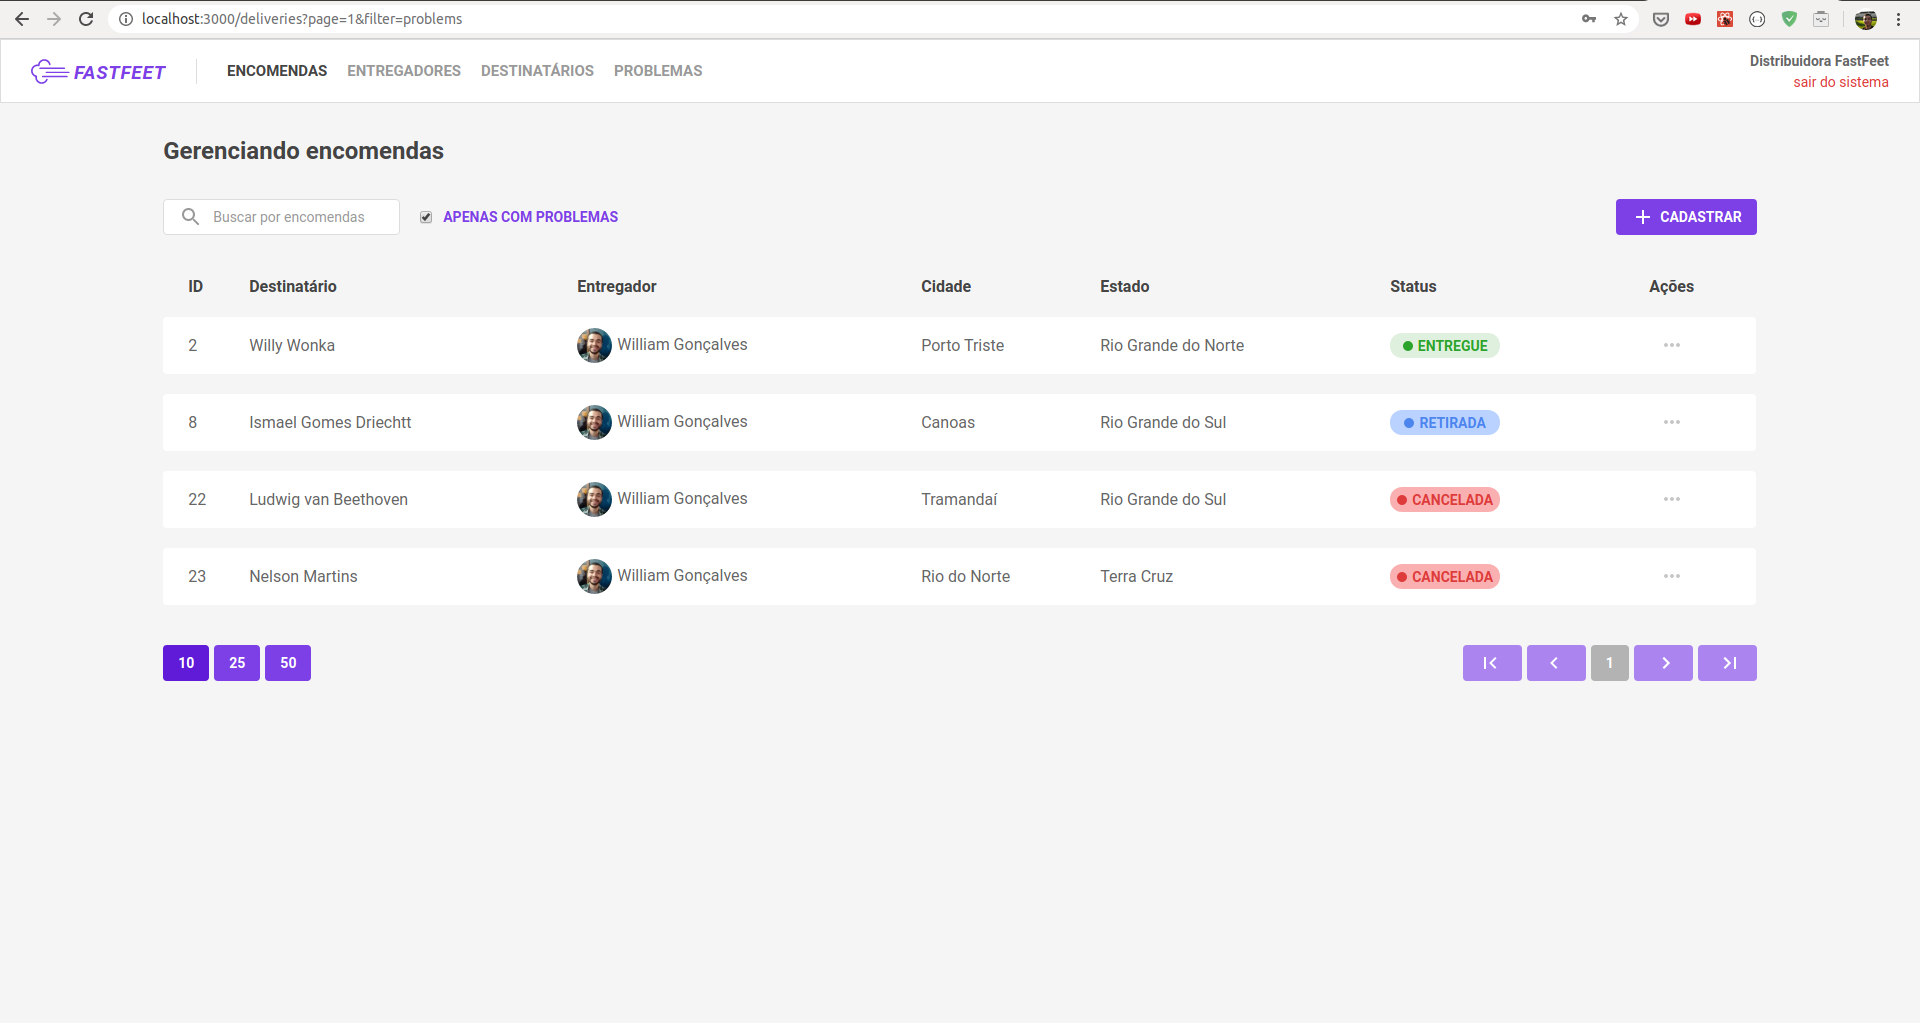 localhost:3000/deliveries?page=1&filter=problems
FASTFEET
ENCOMENDAS ENTREGADORES DESTINATÁRIOS PROBLEMAS
Distribuidora FastFeet
sair do sistema
Gerenciando encomendas
Buscar por encomendas
APENAS COM PROBLEMAS
CADASTRAR
ID Destinatário Entregador Cidade Estado Status Ações
2 Willy Wonka William Gonçalves Porto Triste Rio Grande do Norte ENTREGUE
8 Ismael Gomes Driechtt William Gonçalves Canoas Rio Grande do Sul RETIRADA
22 Ludwig van Beethoven William Gonçalves Tramandaí Rio Grande do Sul CANCELADA
23 Nelson Martins William Gonçalves Rio do Norte Terra Cruz CANCELADA
10 25 50
1